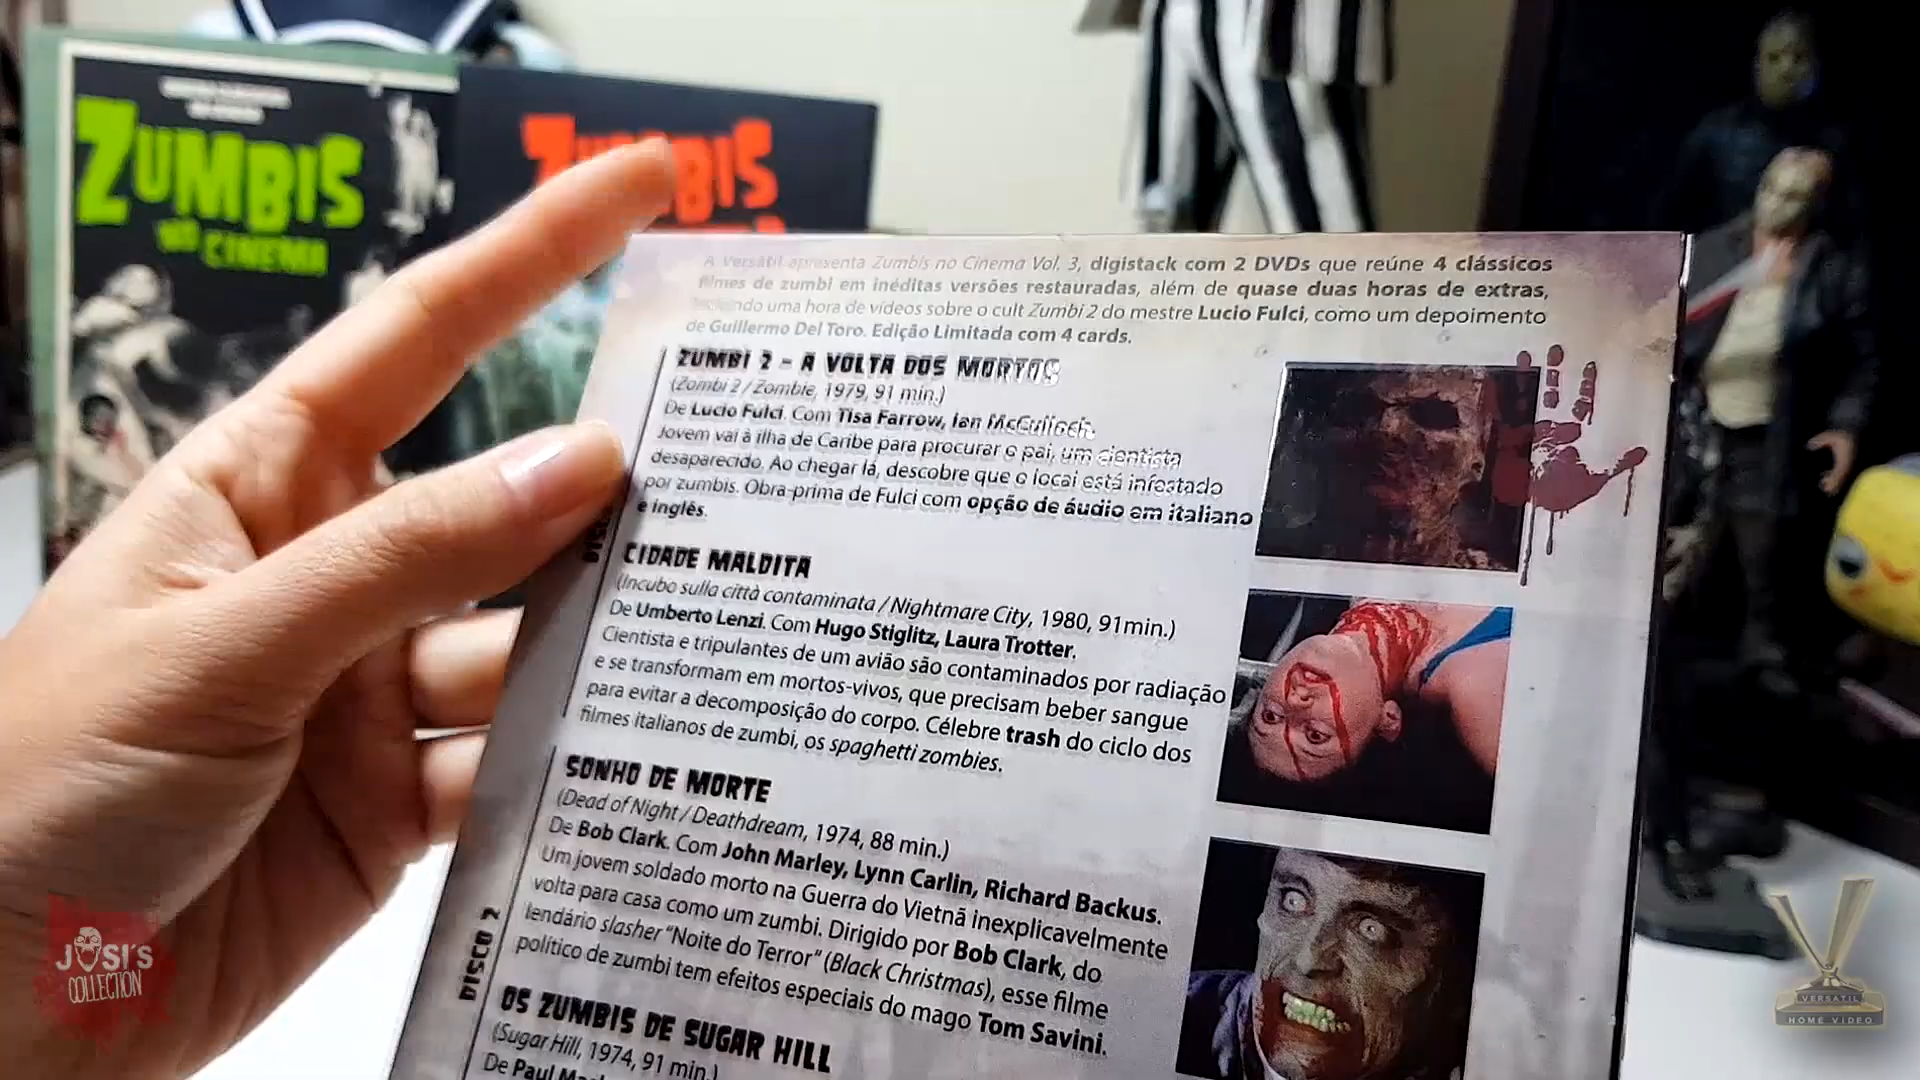 ZUMBIS
NO CINEMA
ZUMBIS
A Versátil apresenta Zumbis no Cinema Vol. 3, digistack com 2 DVDs que reúne 4 clássicos
filmes de zumbi em inéditas versões restauradas, além de quase duas horas de extras,
uma hora de vídeos sobre o cult Zumbi 2 do mestre Lucio Fulci, como um depoimento
de Guillermo Del Toro. Edição Limitada com 4 cards.
ZUMBI 2 - A VOLTA DOS MORTOS
(Zombi 2 / Zombie, 1979, 91 min.)
De Lucio Fulci. Com Tisa Farrow, Ian McCulloch.
Jovem vai à ilha de Caribe para procurar o pai, um cientista
desaparecido. Ao chegar lá, descobre que o local está infestado
por zumbis. Obra-prima de Fulci com opção de áudio em italiano
e inglês.
CIDADE MALDITA
(Incubo sulla città contaminata / Nightmare City, 1980, 91min.)
De Umberto Lenzi. Com Hugo Stiglitz, Laura Trotter.
Cientista e tripulantes de um avião são contaminados por radiação
e se transformam em mortos-vivos, que precisam beber sangue
para evitar a decomposição do corpo. Célebre trash do ciclo dos
filmes italianos de zumbi, os spaghetti zombies.
SONHO DE MORTE
(Dead of Night / Deathdream, 1974, 88 min.)
De Bob Clark. Com John Marley, Lynn Carlin, Richard Backus.
Um jovem soldado morto na Guerra do Vietnã inexplicavelmente
volta para casa como um zumbi. Dirigido por Bob Clark, do
lendário slasher "Noite do Terror" (Black Christmas), esse filme
político de zumbi tem efeitos especiais do mago Tom Savini.
DISCO 2
OS ZUMBIS DE SUGAR HILL
(Sugar Hill, 1974, 91 min.)
De Paul
JOSI´S
COLLECTION
VERSATIL
HOME VIDEO